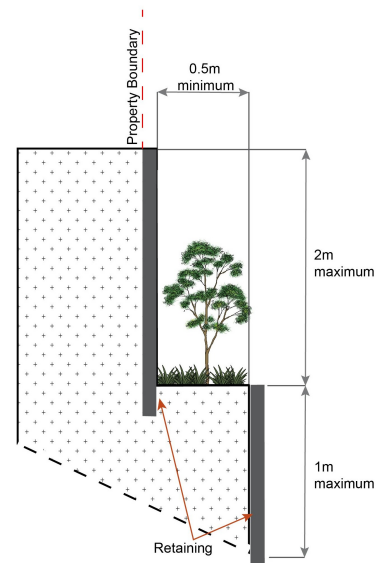 Property Boundary
0.5m
minimum
2m
maximum
1m
maximum
Retaining